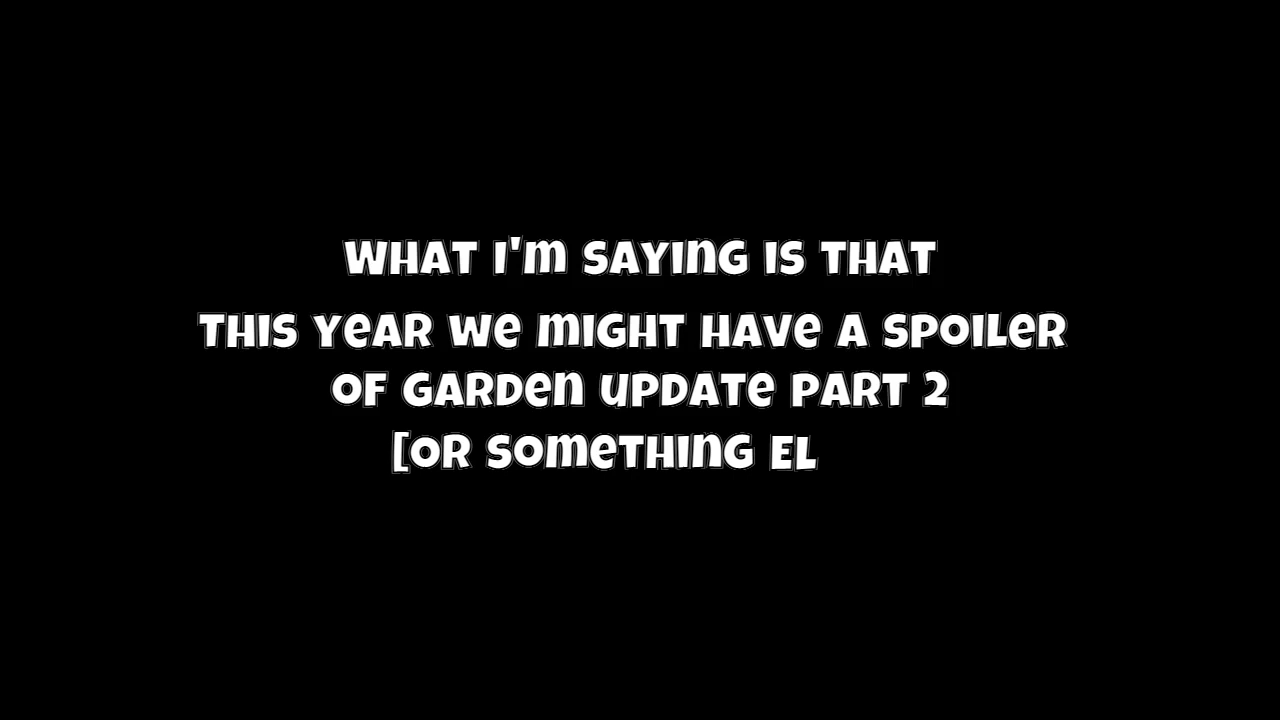 WHAT I'm SAYING IS THAT
THIS YeAR We mIGHT HAVe A SPOILeR
OF GARDen UPDATe PART 2
[OR SOmeTHInG EL